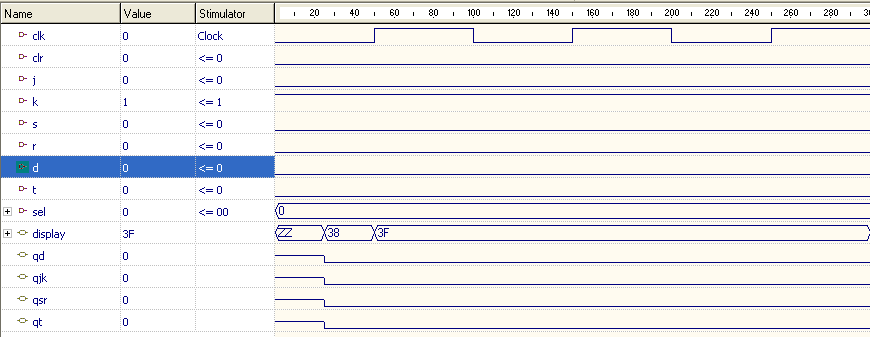 Name Value Stimulator 20 40 60 80 100 120 140 160 180 200 220 240 260 280 30
clk 0 Clock
clr 0 <= 0
j 0 <= 0
k 1 <= 1
s 0 <= 0
r 0 <= 0
d 0 <= 0
t 0 <= 0
sel 0 <= 00 0
display 3F ZZ 38 3F
qd 0
qjk 0
qsr 0
qt 0